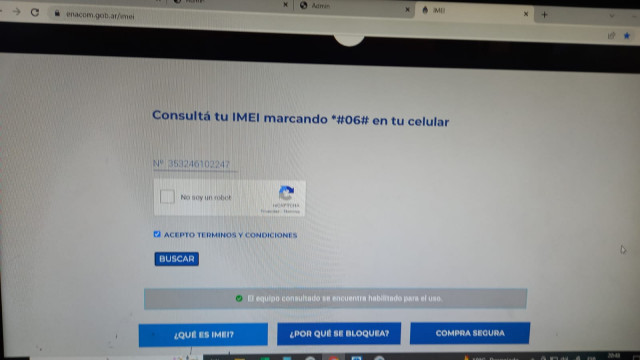 Admin
IMEI
enacom.gob.ar/imei
Consultá tu IMEI marcando *#06# en tu celular
Nº 353246102247
No soy un robot
reCAPTCHA
Privacidad - Términos
ACEPTO TERMINOS Y CONDICIONES
BUSCAR
El equipo consultado se encuentra habilitado para el uso.
¿QUÉ ES IMEI?
¿POR QUÉ SE BLOQUEA?
COMPRA SEGURA